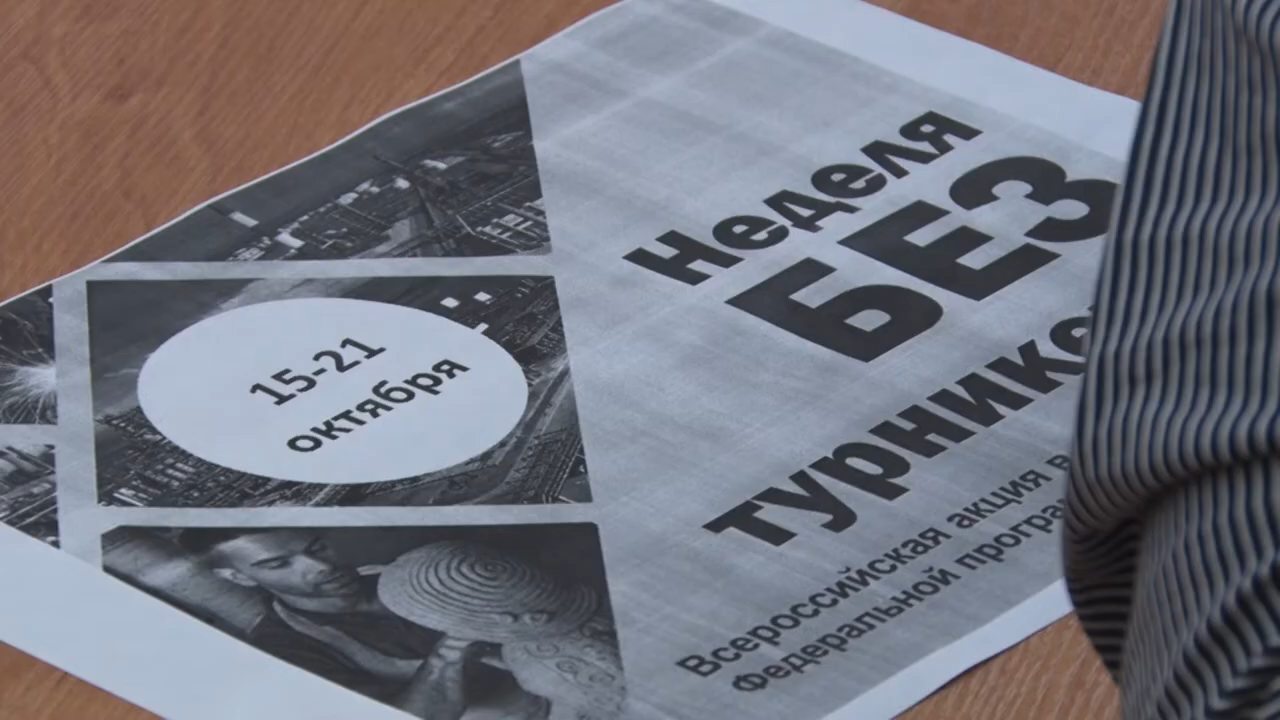 Неделя
БЕЗ
турнике
Всероссийская акция в
Федеральной програ
15-21
октября